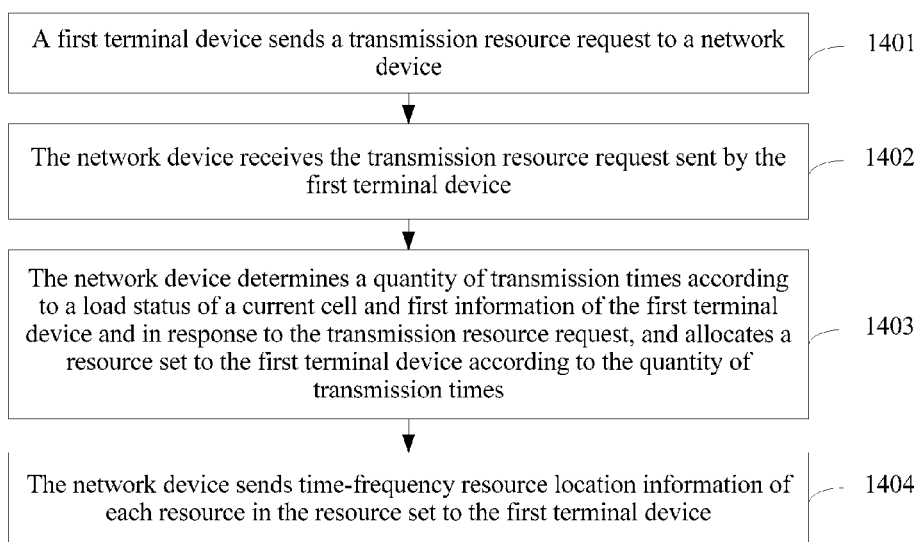 A first terminal device sends a transmission resource request to a network
device
1401
The network device receives the transmission resource request sent by the
first terminal device
1402
The network device determines a quantity of transmission times according
to a load status of a current cell and first information of the first terminal
device and in response to the transmission resource request, and allocates a
resource set to the first terminal device according to the quantity of
transmission times
1403
The network device sends time-frequency resource location information of
each resource in the resource set to the first terminal device
1404